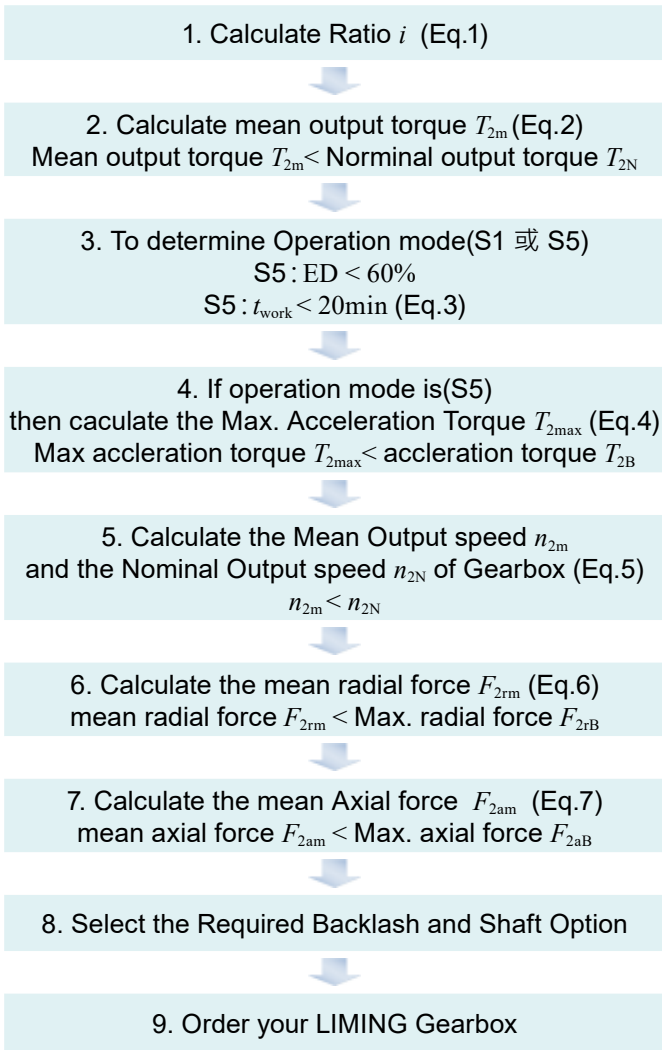 1. Calculate Ratio i (Eq.1)
2. Calculate mean output torque T2m (Eq.2)
Mean output torque T2m< Norminal output torque T2N
3. To determine Operation mode(S1 或 S5)
S5 : ED < 60%
S5 : twork < 20min (Eq.3)
4. If operation mode is(S5)
then caculate the Max. Acceleration Torque T2max (Eq.4)
Max accleration torque T2max< accleration torque T2B
5. Calculate the Mean Output speed n2m
and the Nominal Output speed n2N of Gearbox (Eq.5)
n2m < n2N
6. Calculate the mean radial force F2rm (Eq.6)
mean radial force F2rm < Max. radial force F2rB
7. Calculate the mean Axial force F2am (Eq.7)
mean axial force F2am < Max. axial force F2aB
8. Select the Required Backlash and Shaft Option
9. Order your LIMING Gearbox